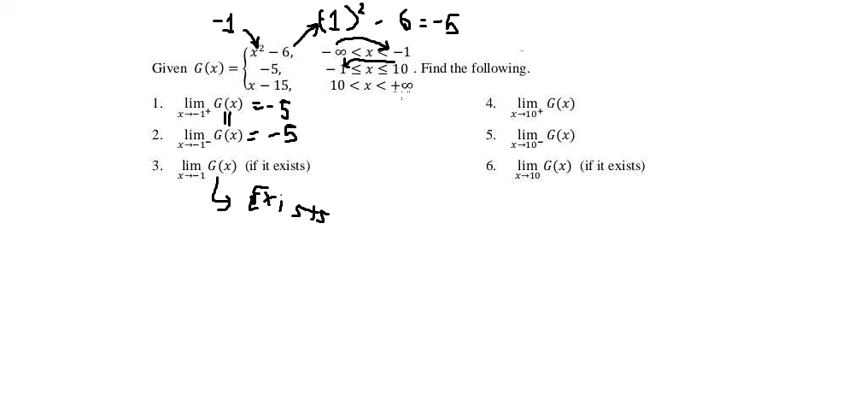 -1 (1)² - 6 = -5
Given G(x) = { x² − 6, −∞ < x < −1
−5, −1 ≤ x ≤ 10 . Find the following.
x − 15, 10 < x < +∞
1. lim x→−1⁺ G(x) = -5
4. lim x→10⁺ G(x)
||
2. lim x→−1⁻ G(x) = -5
5. lim x→10⁻ G(x)
3. lim x→−1 G(x) (if it exists)
6. lim x→10 G(x) (if it exists)
↳ Exists